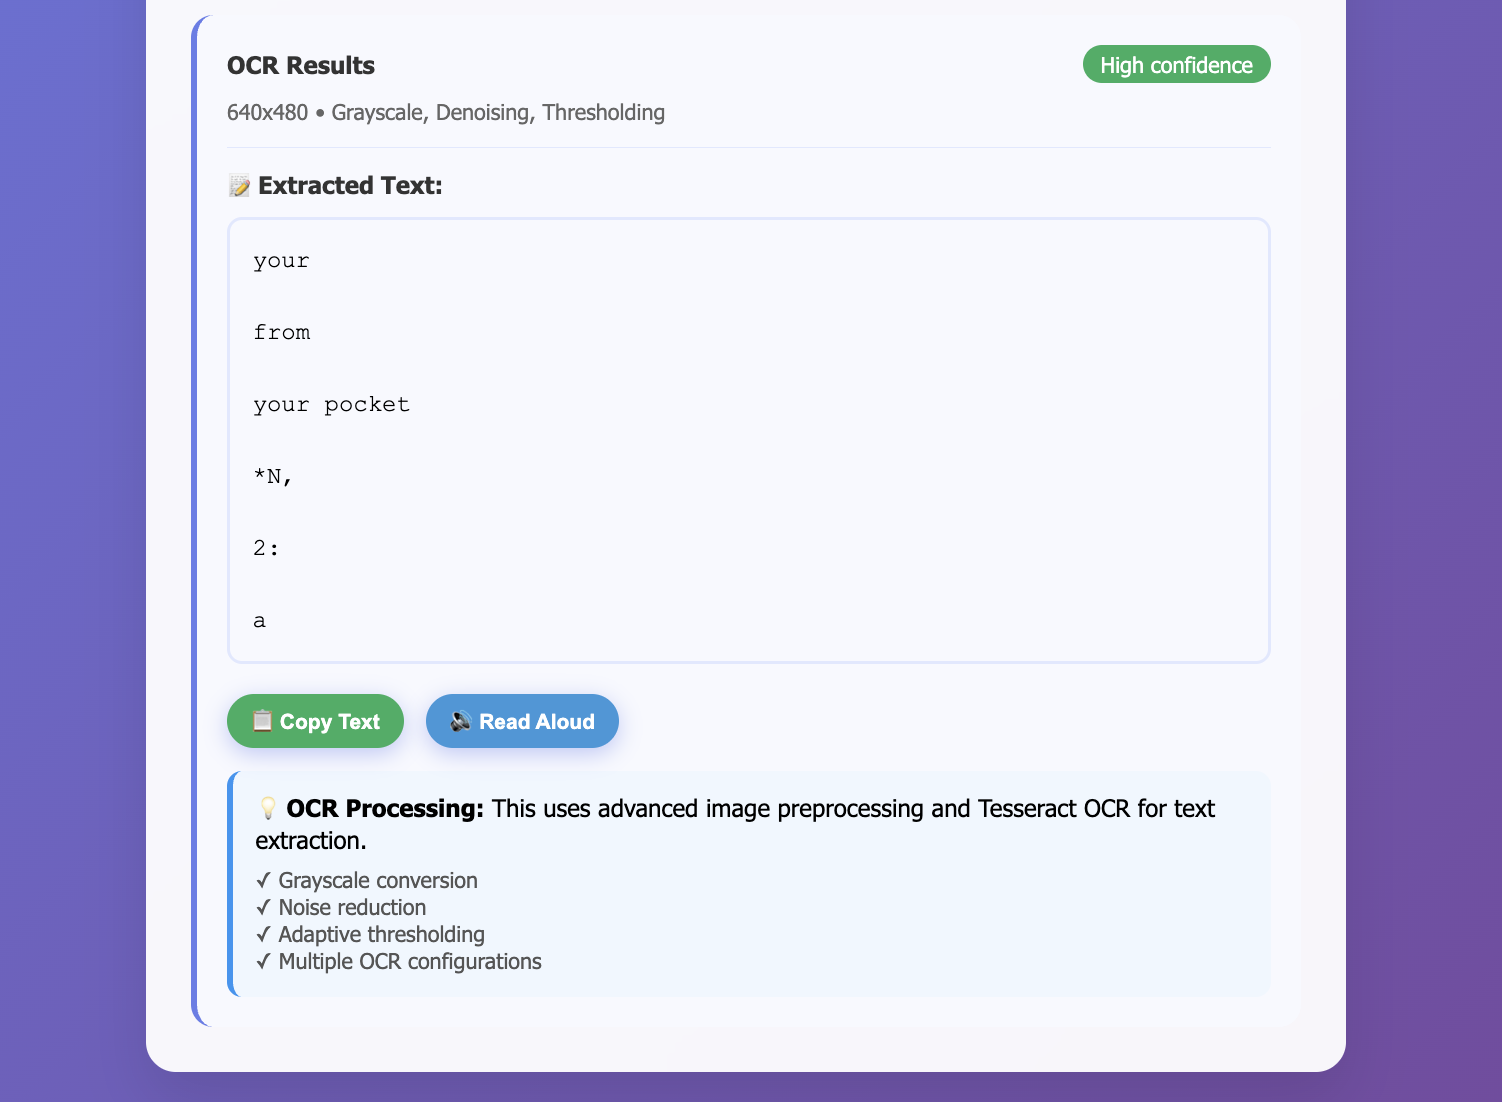 OCR Results
High confidence
640x480 • Grayscale, Denoising, Thresholding
📝 Extracted Text:
your
from
your pocket
*N,
2:
a
📋 Copy Text
🔊 Read Aloud
💡 OCR Processing: This uses advanced image preprocessing and Tesseract OCR for text
extraction.
✓ Grayscale conversion
✓ Noise reduction
✓ Adaptive thresholding
✓ Multiple OCR configurations